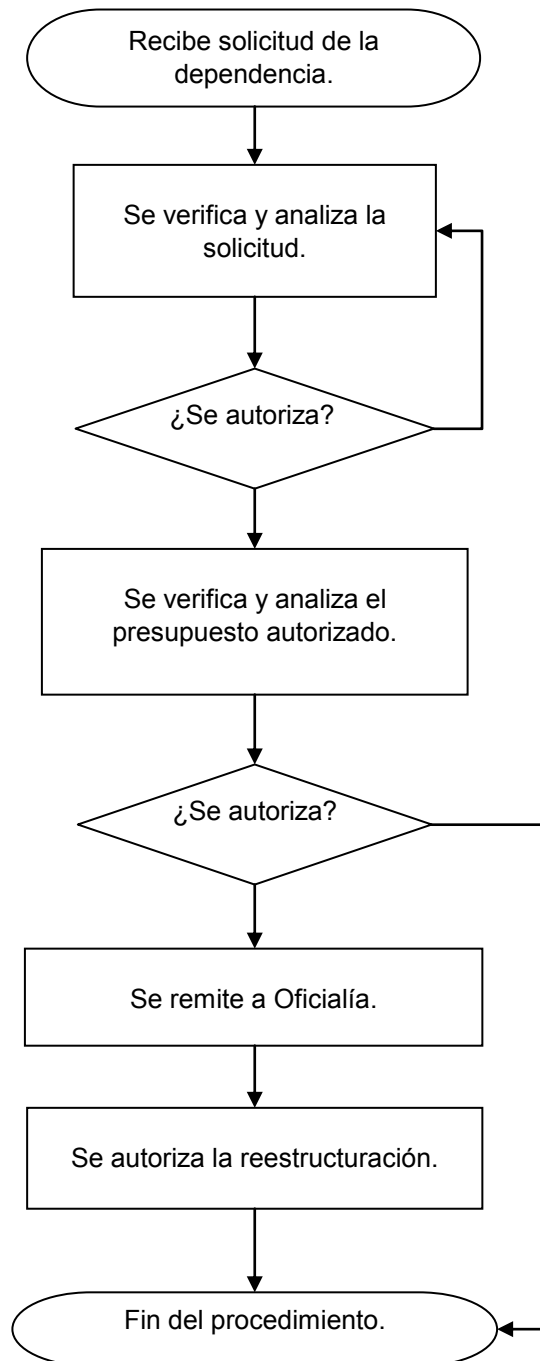 Recibe solicitud de la
dependencia.
Se verifica y analiza la
solicitud.
¿Se autoriza?
Se verifica y analiza el
presupuesto autorizado.
¿Se autoriza?
Se remite a Oficialía.
Se autoriza la reestructuración.
Fin del procedimiento.